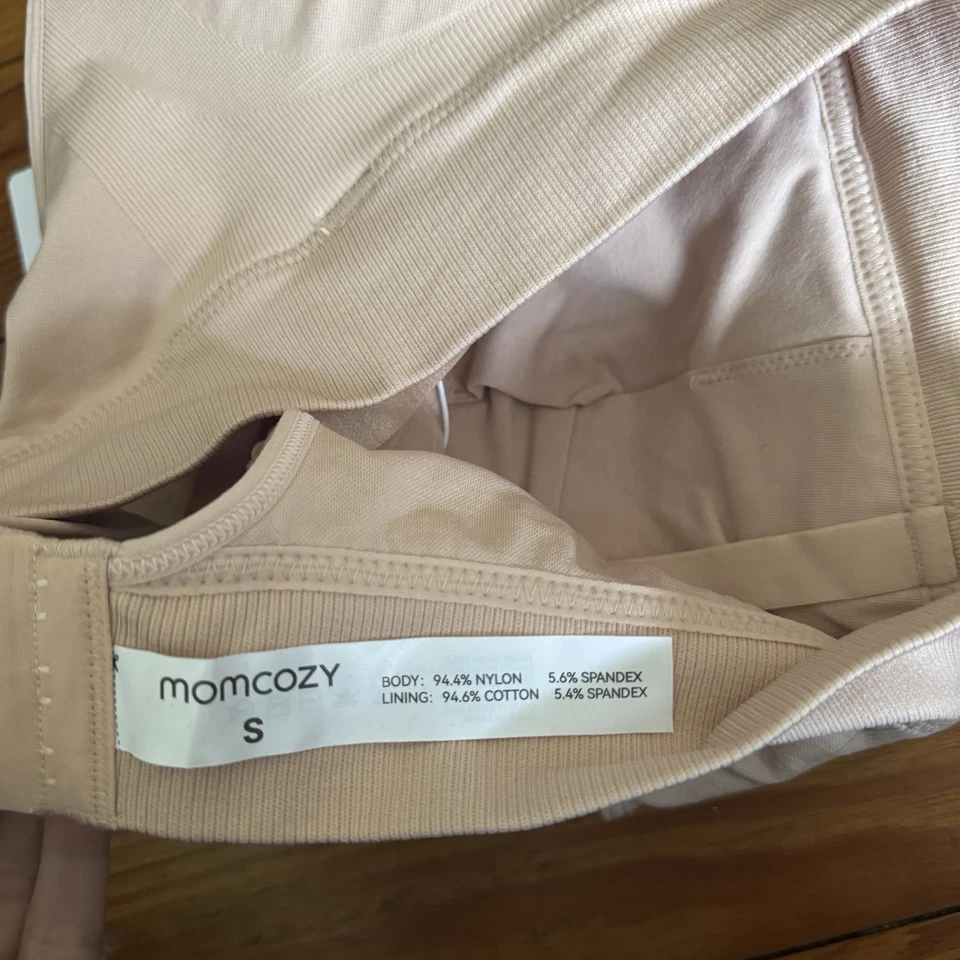 momcozy
S
BODY: 94.4% NYLON 5.6% SPANDEX
LINING: 94.6% COTTON 5.4% SPANDEX